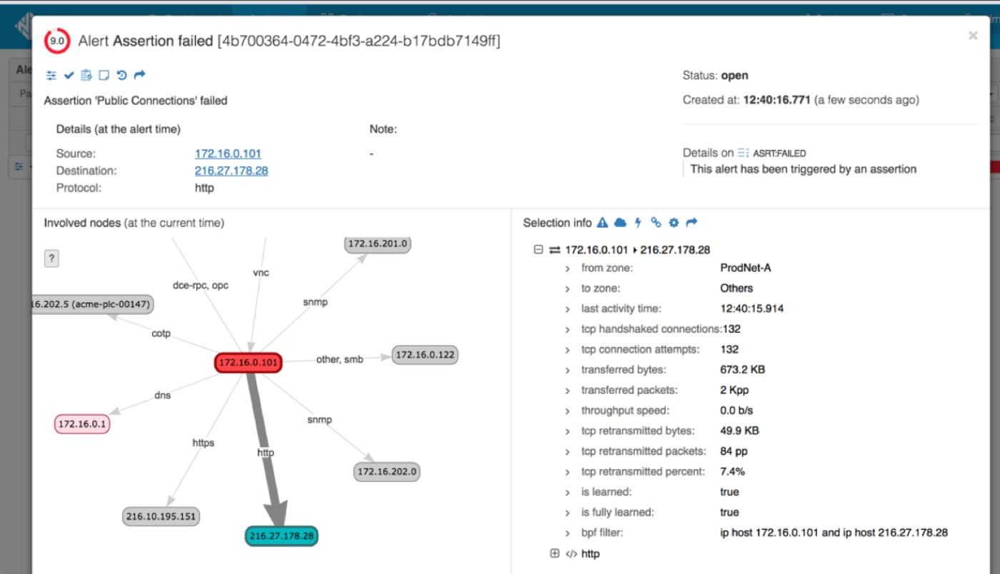 9.0 Alert Assertion failed [4b700364-0472-4bf3-a224-b17bdb7149ff] ×
Assertion 'Public Connections' failed
Details (at the alert time)
Source: 172.16.0.101
Destination: 216.27.178.28
Protocol: http
Note:
-
Status: open
Created at: 12:40:16.771 (a few seconds ago)
Details on ASRT:FAILED
This alert has been triggered by an assertion
Involved nodes (at the current time)
?
172.16.201.0
vnc
dce-rpc, opc
snmp
16.202.5 (acme-plc-00147)
cotp
172.16.0.101
other, smb
172.16.0.122
dns
172.16.0.1
snmp
https
http
172.16.202.0
216.10.195.151
216.27.178.28
Selection info
172.16.0.101 ▸ 216.27.178.28
from zone: ProdNet-A
to zone: Others
last activity time: 12:40:15.914
tcp handshaked connections: 132
tcp connection attempts: 132
transferred bytes: 673.2 KB
transferred packets: 2 Kpp
throughput speed: 0.0 b/s
tcp retransmitted bytes: 49.9 KB
tcp retransmitted packets: 84 pp
tcp retransmitted percent: 7.4%
is learned: true
is fully learned: true
bpf filter: ip host 172.16.0.101 and ip host 216.27.178.28
</> http